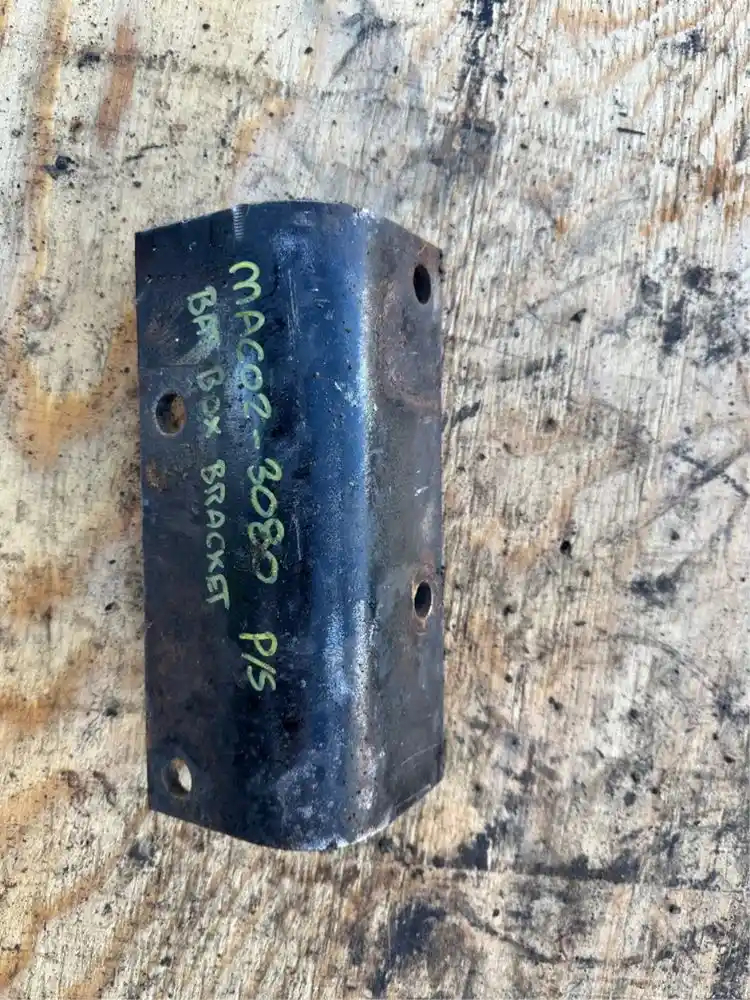 MAC02-3080 P/S
BAT BOX BRACKET